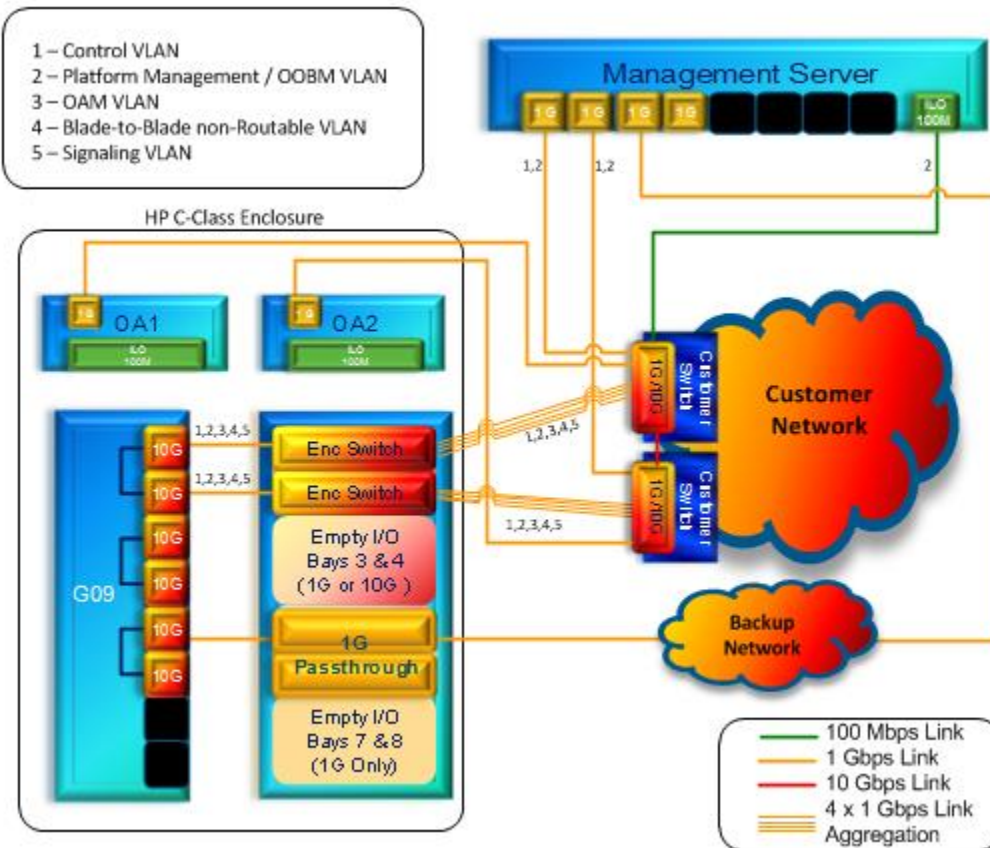 1 – Control VLAN
2 – Platform Management / OOBM VLAN
3 – OAM VLAN
4 – Blade-to-Blade non-Routable VLAN
5 – Signaling VLAN
Management Server
1G
1G
1G
1G
ILO
100M
1,2
1,2
2
HP C-Class Enclosure
1G
OA1
ILO
100M
1G
OA2
ILO
100M
G09
10G
10G
10G
10G
10G
10G
1,2,3,4,5
1,2,3,4,5
Enc Switch
Enc Switch
Empty I/O
Bays 3 & 4
(1G or 10G )
1G
Passthrough
Empty I/O
Bays 7 & 8
(1G Only)
1,2,3,4,5
1,2,3,4,5
1G/10G
Customer
Switch
1G/10G
Customer
Switch
Customer
Network
Backup
Network
100 Mbps Link
1 Gbps Link
10 Gbps Link
4 x 1 Gbps Link
Aggregation